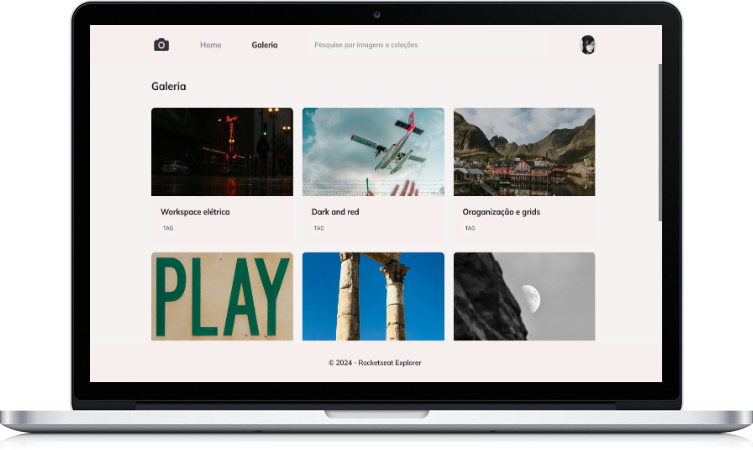 Home
Galeria
Pesquise por imagens e coleções
Galeria
Workspace elétrica
TAG
Dark and red
TAG
Oraganização e grids
TAG
PLAY
© 2024 - Rocketseat Explorer